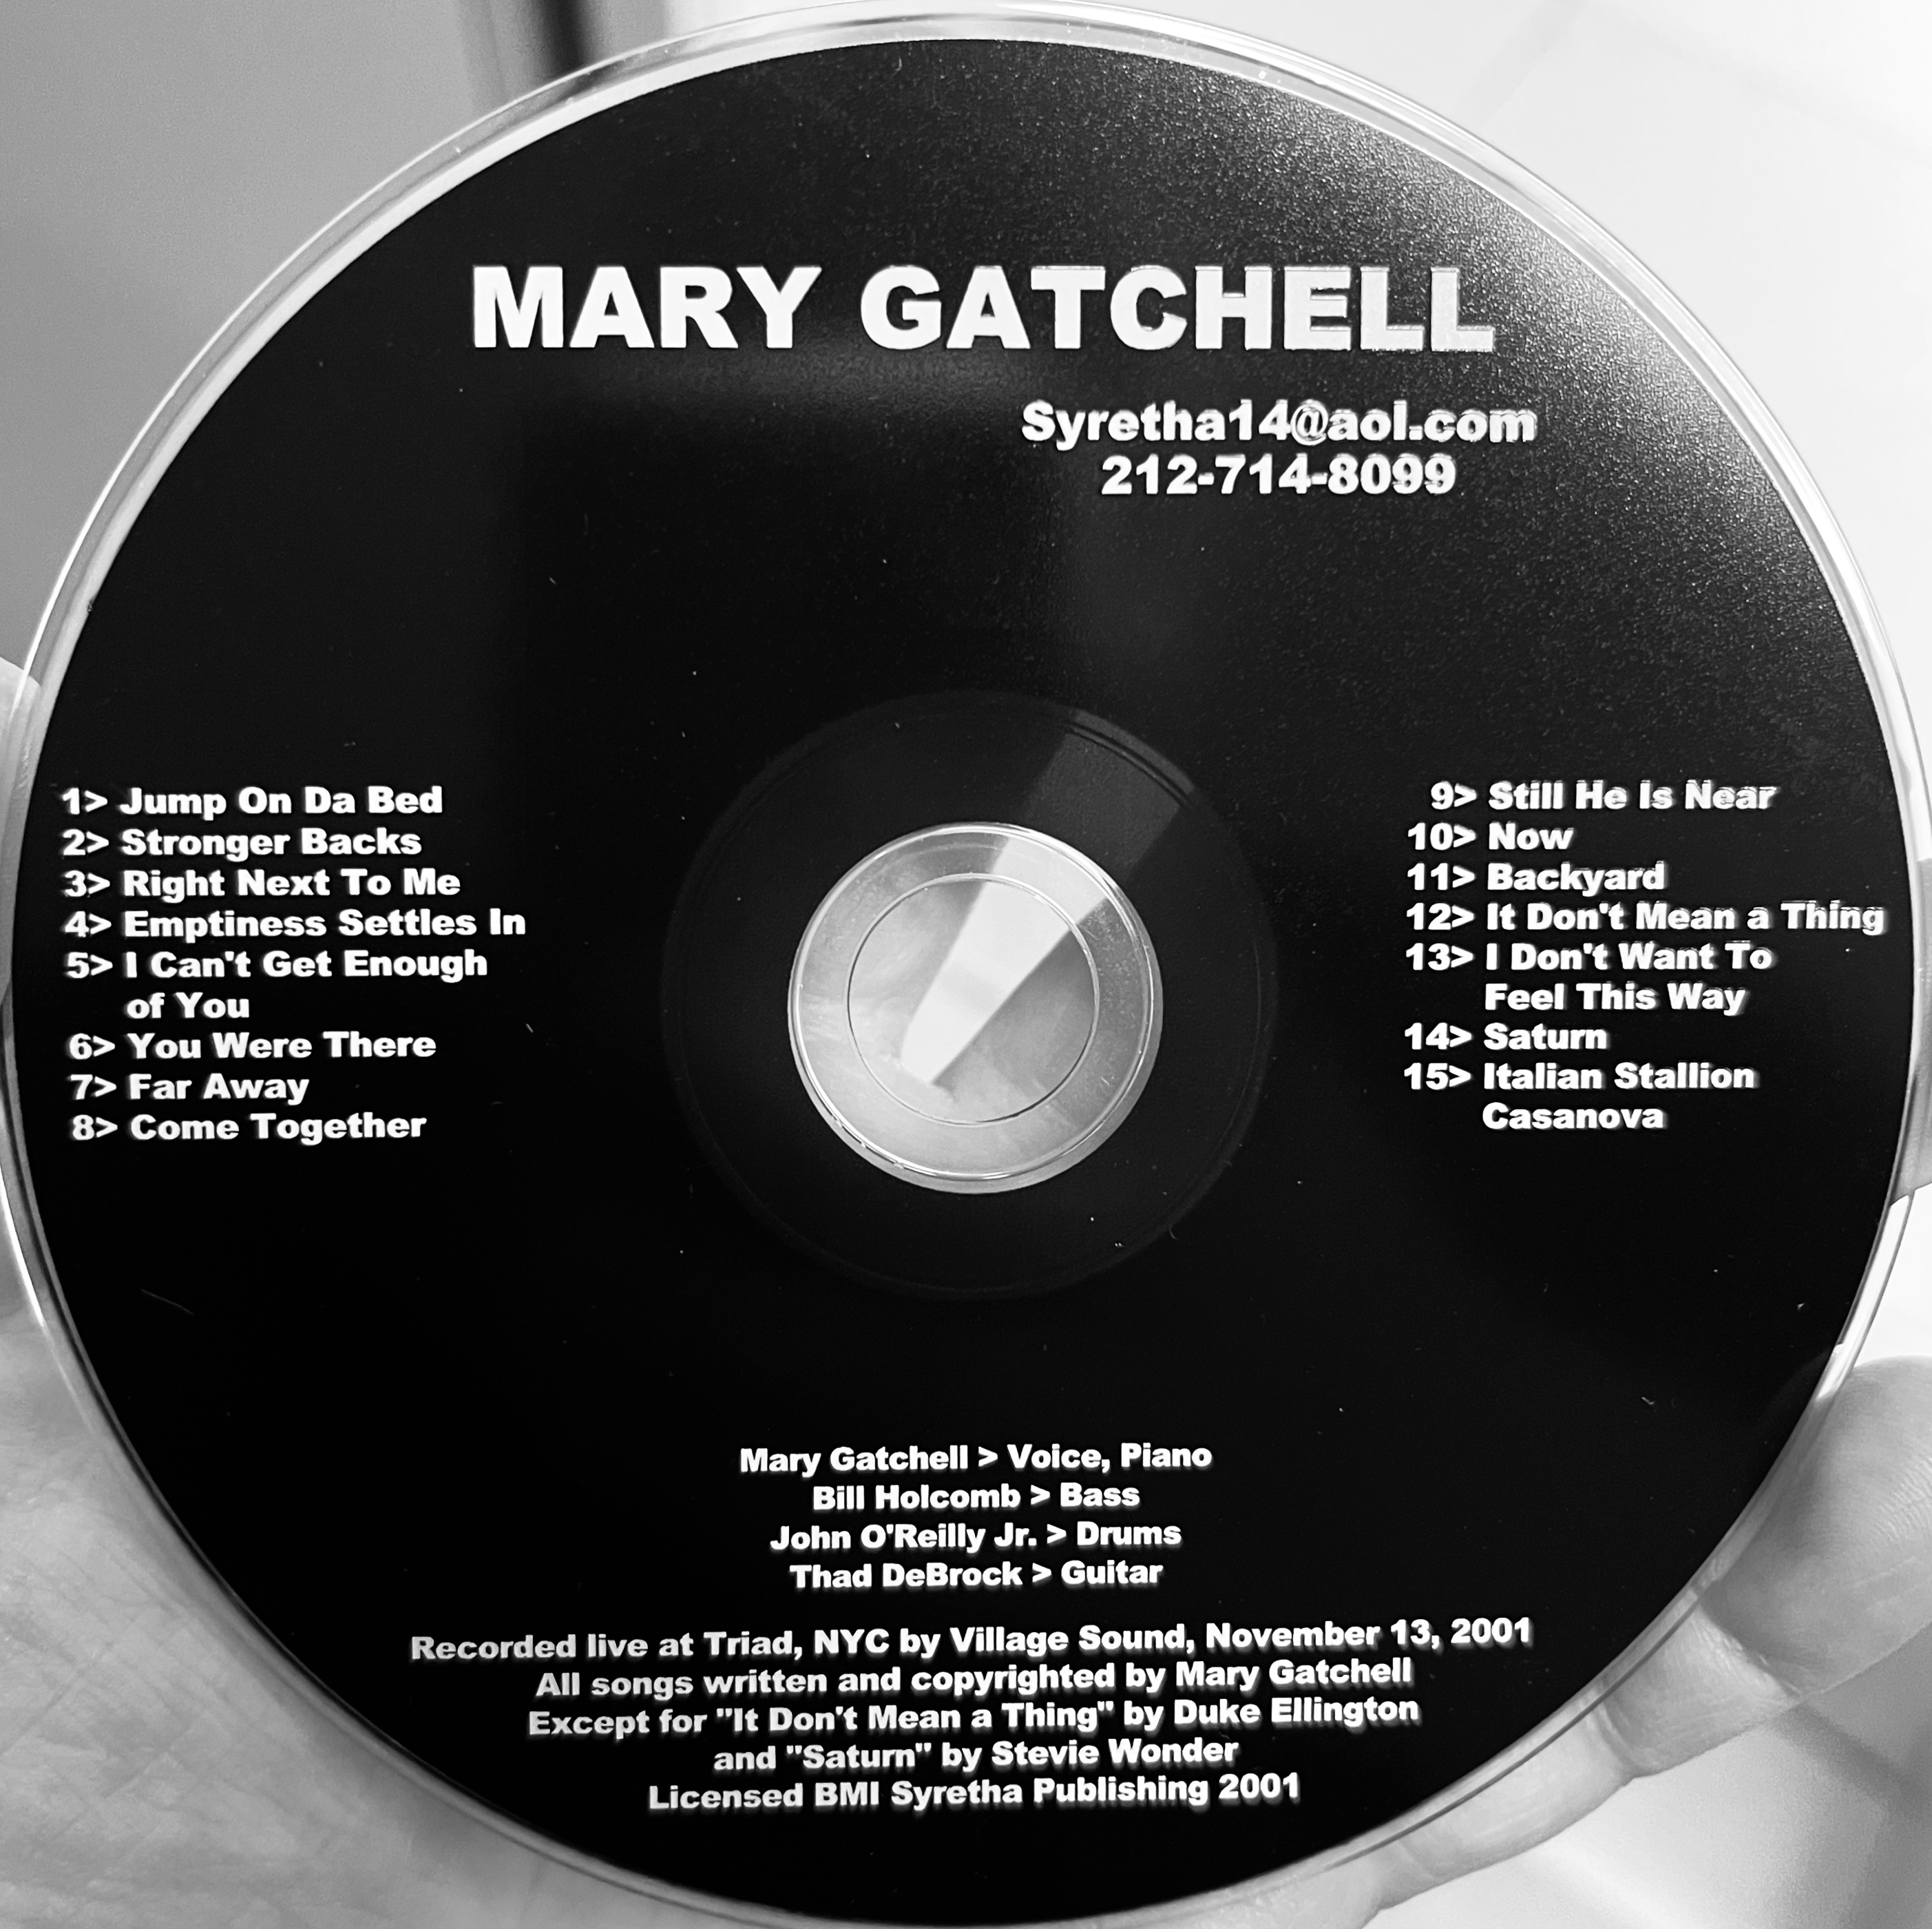 MARY GATCHELL
Syretha14@aol.com
212-714-8099
1> Jump On Da Bed
2> Stronger Backs
3> Right Next To Me
4> Emptiness Settles In
5> I Can't Get Enough
of You
6> You Were There
7> Far Away
8> Come Together
9> Still He Is Near
10> Now
11> Backyard
12> It Don't Mean a Thing
13> I Don't Want To
Feel This Way
14> Saturn
15> Italian Stallion
Casanova
Mary Gatchell > Voice, Piano
Bill Holcomb > Bass
John O'Reilly Jr. > Drums
Thad DeBrock > Guitar
Recorded live at Triad, NYC by Village Sound, November 13, 2001
All songs written and copyrighted by Mary Gatchell
Except for "It Don't Mean a Thing" by Duke Ellington
and "Saturn" by Stevie Wonder
Licensed BMI Syretha Publishing 2001